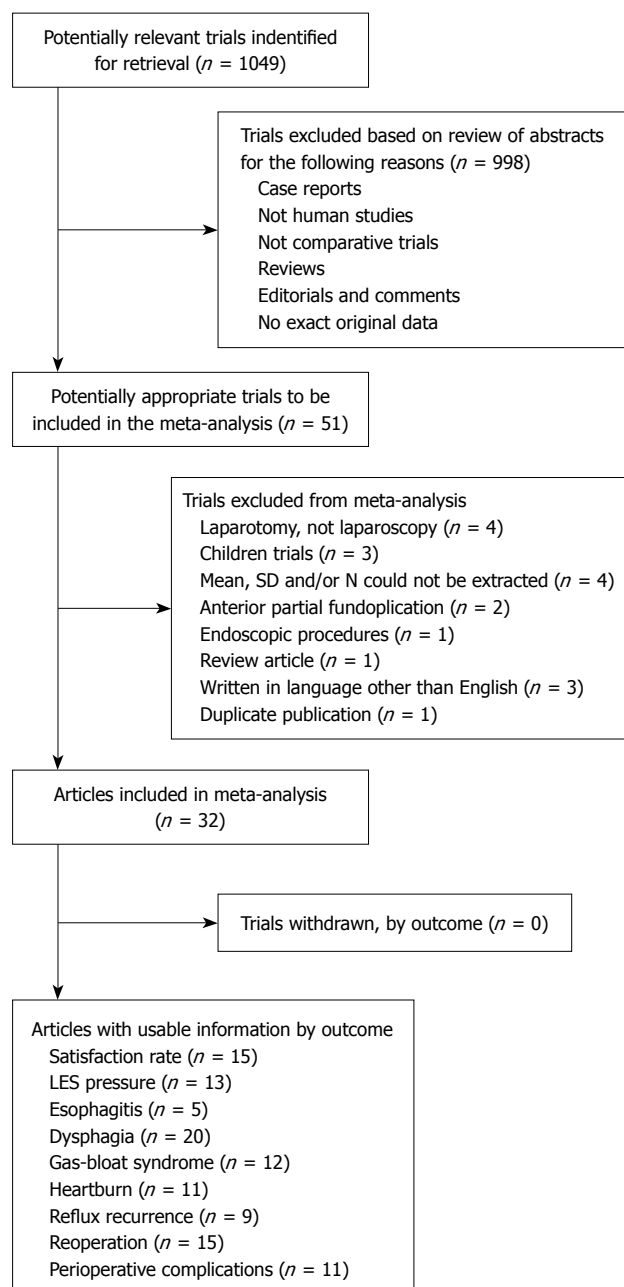 Potentially relevant trials indentified
for retrieval (n = 1049)
Trials excluded based on review of abstracts
for the following reasons (n = 998)
Case reports
Not human studies
Not comparative trials
Reviews
Editorials and comments
No exact original data
Potentially appropriate trials to be
included in the meta-analysis (n = 51)
Trials excluded from meta-analysis
Laparotomy, not laparoscopy (n = 4)
Children trials (n = 3)
Mean, SD and/or N could not be extracted (n = 4)
Anterior partial fundoplication (n = 2)
Endoscopic procedures (n = 1)
Review article (n = 1)
Written in language other than English (n = 3)
Duplicate publication (n = 1)
Articles included in meta-analysis
(n = 32)
Trials withdrawn, by outcome (n = 0)
Articles with usable information by outcome
Satisfaction rate (n = 15)
LES pressure (n = 13)
Esophagitis (n = 5)
Dysphagia (n = 20)
Gas-bloat syndrome (n = 12)
Heartburn (n = 11)
Reflux recurrence (n = 9)
Reoperation (n = 15)
Perioperative complications (n = 11)